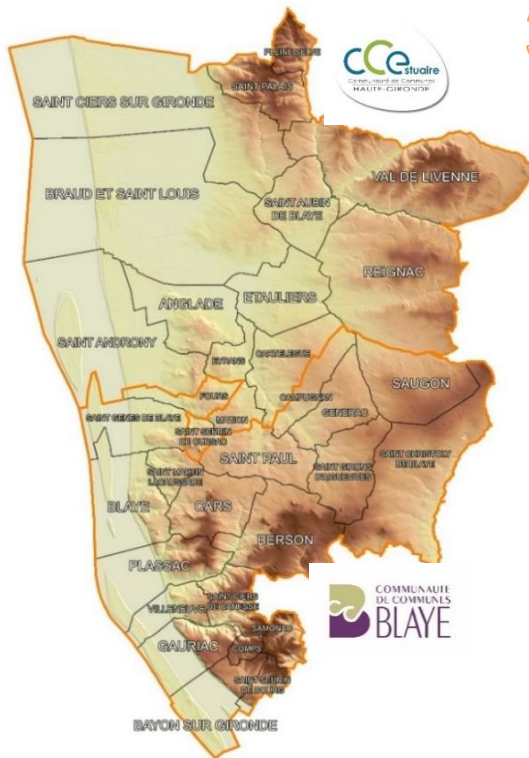 PLEINE SELVE
CCEstuaire
Communauté de Communes
HAUTE-GIRONDE
SAINT PALAIS
SAINT CIERS SUR GIRONDE
VAL DE LIVENNE
BRAUD ET SAINT LOUIS
SAINT AUBIN
DE BLAYE
REIGNAC
ANGLADE
ETAULIERS
SAINT ANDRONY
EYRANS
CARTELEGUE
SAUGON
FOURS
CAMPUGNAN
GENERAC
SAINT GENES DE BLAYE
MAZION
SAINT SEURIN
DE CURSAC
SAINT PAUL
SAINT CHRISTOLY
DE BLAYE
SAINT MARTIN
LACAUSSADE
SAINT GIRONS
D'AIGUEVIVES
BLAYE
CARS
BERSON
PLASSAC
SAINT CIERS
DE CANESSE
VILLENEUVE
COMMUNAUTE
DE COMMUNES
BLAYE
SAMONAC
GAURIAC
COMPS
SAINT SEURIN
DE BOURG
BAYON SUR GIRONDE